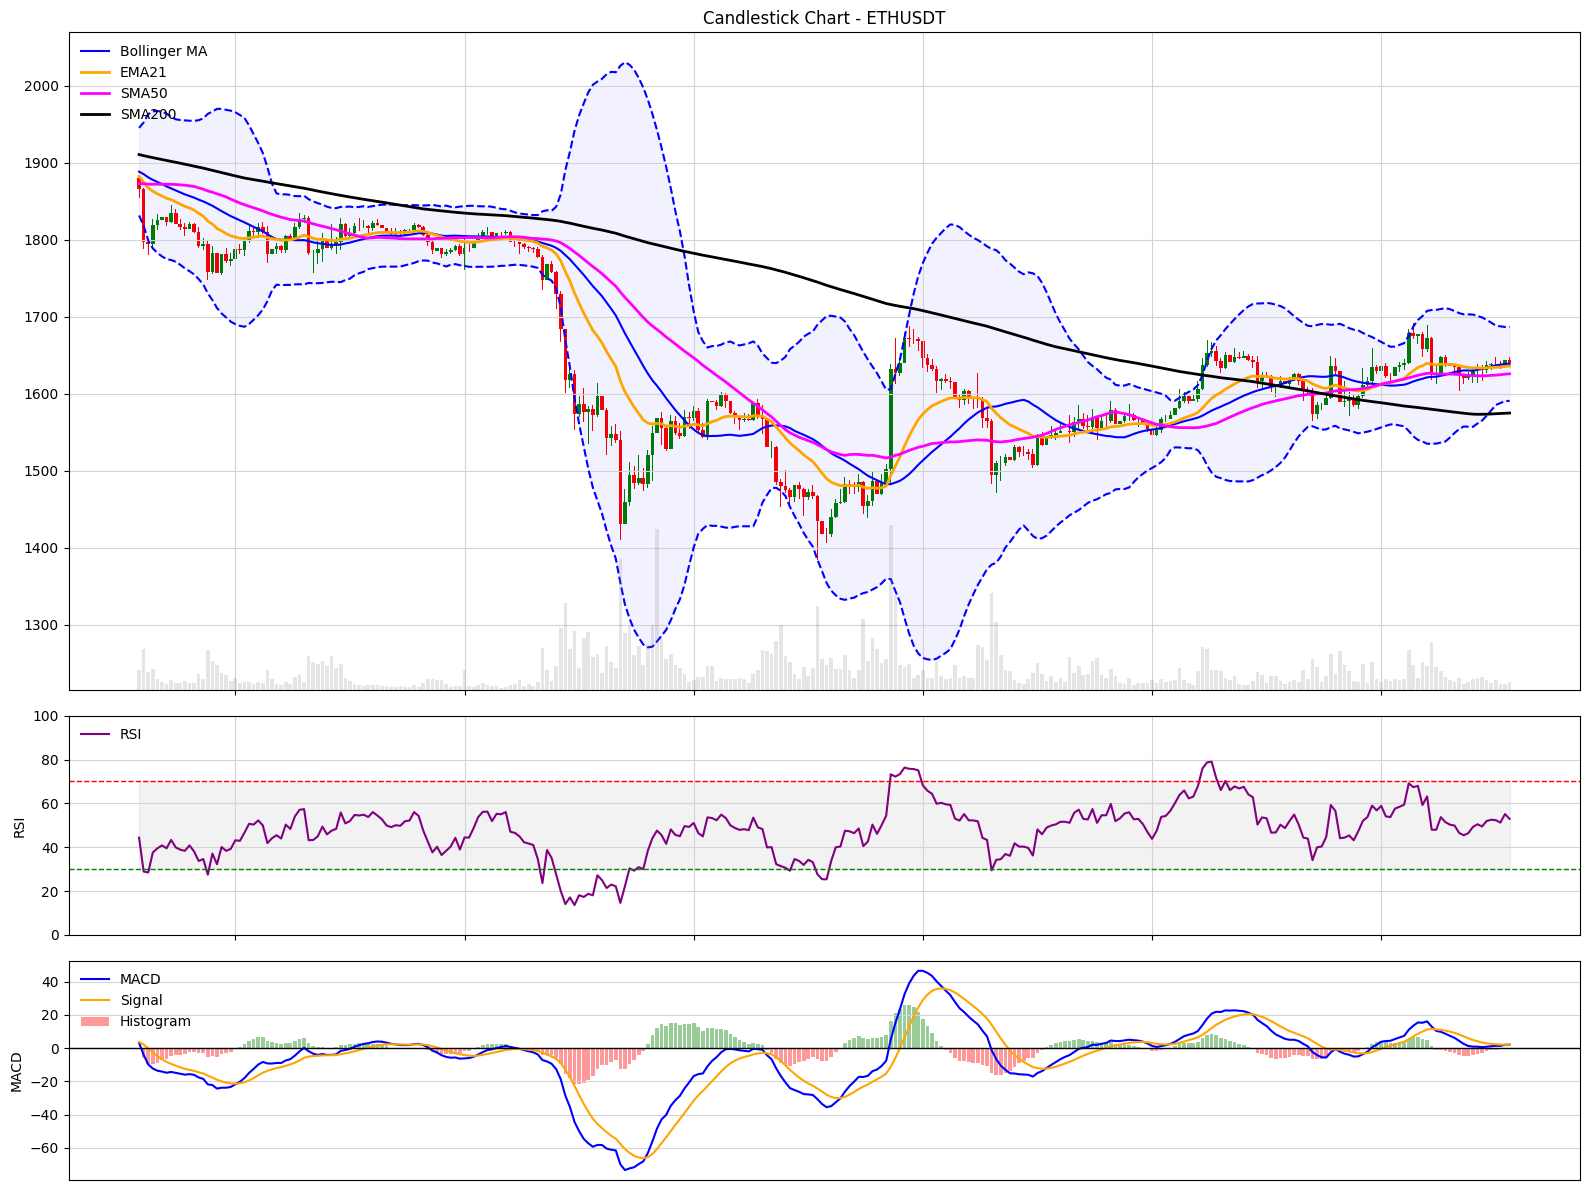 Candlestick Chart - ETHUSDT
Bollinger MA
EMA21
SMA50
SMA200
2000
1900
1800
1700
1600
1500
1400
1300
RSI
100
80
60
40
20
0
RSI
MACD
Signal
Histogram
40
20
0
−20
−40
−60
MACD